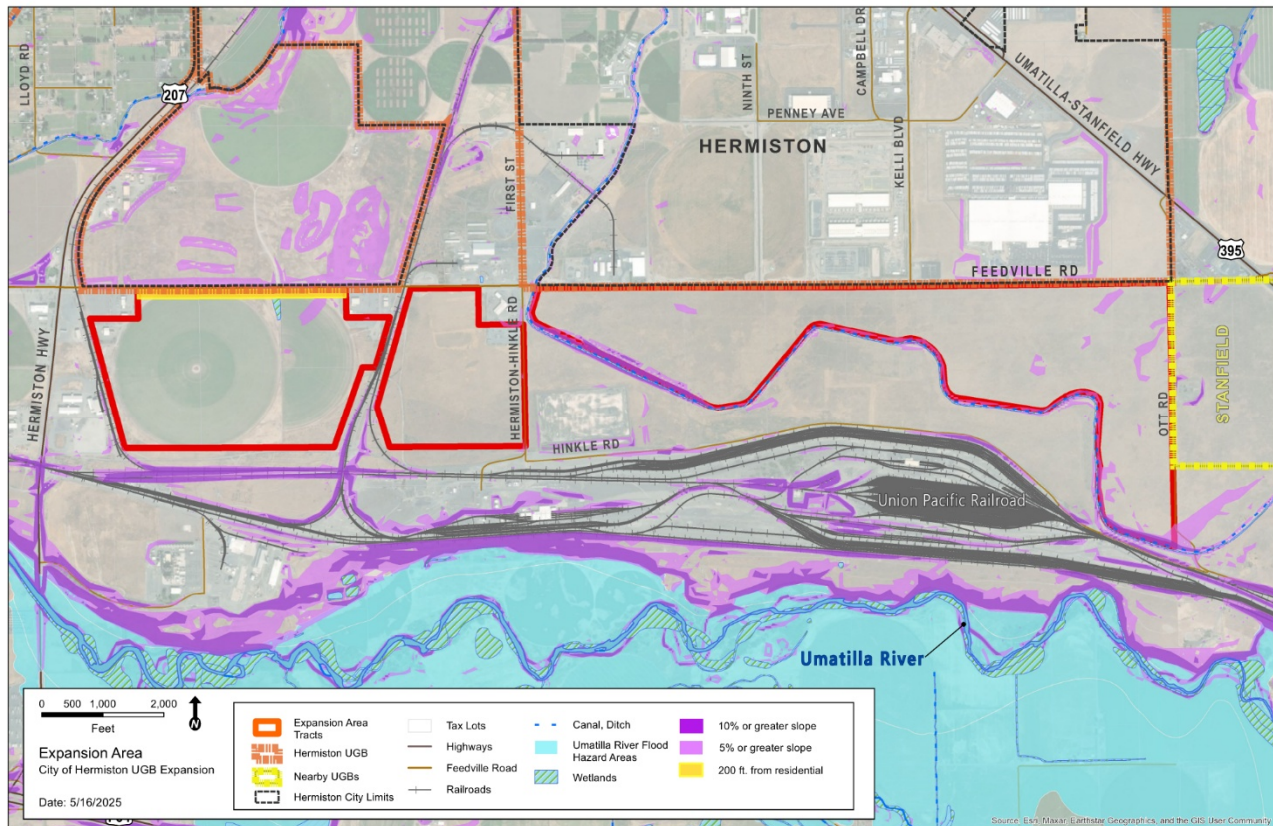 LLOYD RD
207
FIRST ST
NINTH ST
CAMPBELL DR
PENNEY AVE
KELLI BLVD
HERMISTON
UMATILLA-STANFIELD HWY
395
FEEDVILLE RD
HERMISTON HWY
HERMISTON-HINKLE RD
OTT RD
STANFIELD
HINKLE RD
Union Pacific Railroad
Umatilla River
0 500 1,000 2,000
Feet
N
Expansion Area
City of Hermiston UGB Expansion
Date: 5/16/2025
Expansion Area
Tracts
Hermiston UGB
Nearby UGBs
Hermiston City Limits
Tax Lots
Highways
Feedville Road
Railroads
Canal, Ditch
Umatilla River Flood
Hazard Areas
Wetlands
10% or greater slope
5% or greater slope
200 ft. from residential
Source: Esri, Maxar, Earthstar Geographics, and the GIS User Community